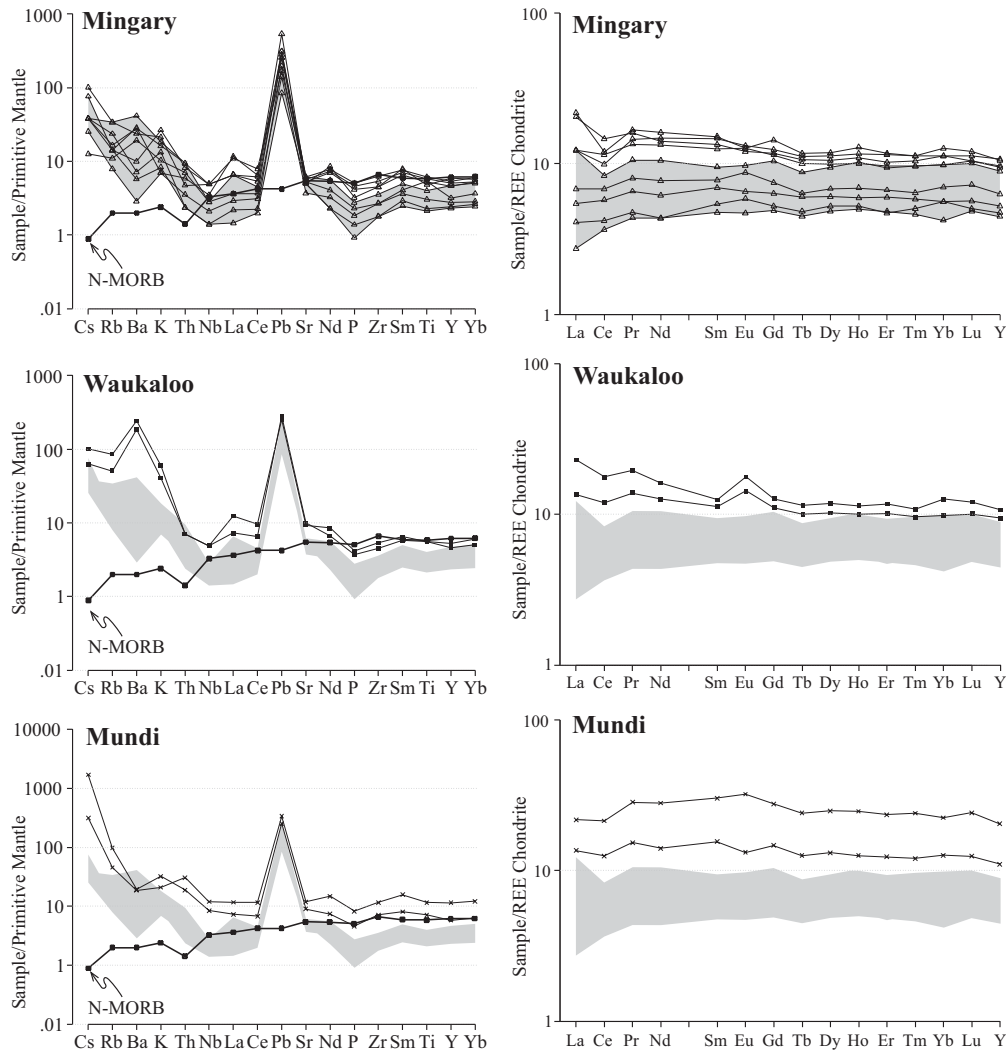 Mingary
Sample/Primitive Mantle
1000
100
10
1
.01
N-MORB
Cs Rb Ba K Th Nb La Ce Pb Sr Nd P Zr Sm Ti Y Yb
Mingary
Sample/REE Chondrite
100
10
1
La Ce Pr Nd Sm Eu Gd Tb Dy Ho Er Tm Yb Lu Y
Waukaloo
Sample/Primitive Mantle
1000
100
10
1
.01
N-MORB
Cs Rb Ba K Th Nb La Ce Pb Sr Nd P Zr Sm Ti Y Yb
Waukaloo
Sample/REE Chondrite
100
10
1
La Ce Pr Nd Sm Eu Gd Tb Dy Ho Er Tm Yb Lu Y
Mundi
Sample/Primitive Mantle
10000
1000
100
10
1
.01
N-MORB
Cs Rb Ba K Th Nb La Ce Pb Sr Nd P Zr Sm Ti Y Yb
Mundi
Sample/REE Chondrite
100
10
1
La Ce Pr Nd Sm Eu Gd Tb Dy Ho Er Tm Yb Lu Y